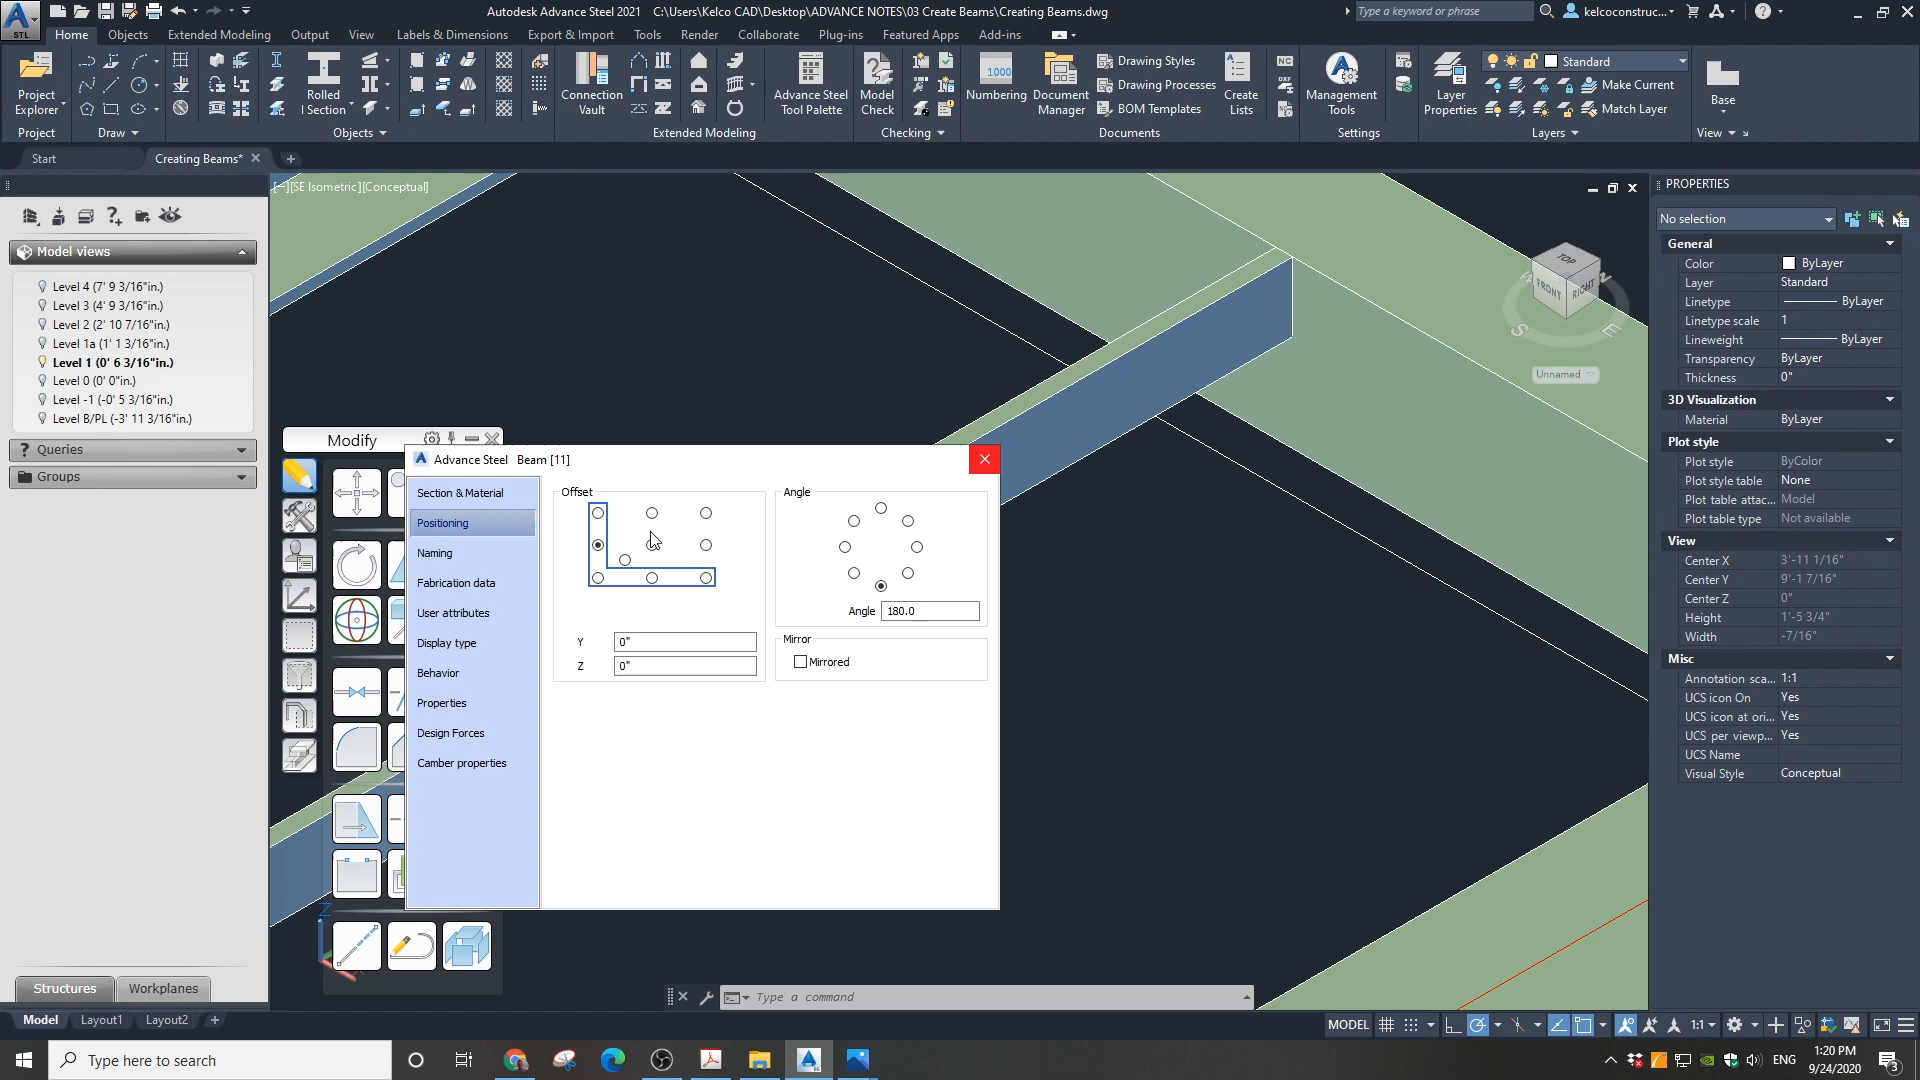 Autodesk Advance Steel 2021 C:\Users\Kelco CAD\Desktop\ADVANCE NOTES\03 Create Beams\Creating Beams.dwg
Type a keyword or phrase
kelcoconstruc...
STL
Home Objects Extended Modeling Output View Labels & Dimensions Export & Import Tools Render Collaborate Plug-ins Featured Apps Add-ins
Project Explorer
Rolled I Section
Connection Vault
Advance Steel Tool Palette
Model Check
1000
Numbering
Document Manager
Drawing Styles
Drawing Processes
BOM Templates
Create Lists
NC
DXF
Management Tools
Layer Properties
Standard
Make Current
Match Layer
Base
Project Draw Objects Extended Modeling Checking Documents Settings Layers View
Start
Creating Beams*
[−][SE Isometric][Conceptual]
Model views
Level 4 (7' 9 3/16"in.)
Level 3 (4' 9 3/16"in.)
Level 2 (2' 10 7/16"in.)
Level 1a (1' 1 3/16"in.)
Level 1 (0' 6 3/16"in.)
Level 0 (0' 0"in.)
Level -1 (-0' 5 3/16"in.)
Level B/PL (-3' 11 3/16"in.)
Queries
Groups
Structures Workplanes
Modify
Advance Steel Beam [11]
Section & Material
Positioning
Naming
Fabrication data
User attributes
Display type
Behavior
Properties
Design Forces
Camber properties
Offset
Y 0"
Z 0"
Angle
Angle 180.0
Mirror
Mirrored
TOP
FRONT
RIGHT
S
E
Unnamed
Z
PROPERTIES
No selection
General
Color ByLayer
Layer Standard
Linetype ByLayer
Linetype scale 1
Lineweight ByLayer
Transparency ByLayer
Thickness 0"
3D Visualization
Material ByLayer
Plot style
Plot style ByColor
Plot style table None
Plot table attac... Model
Plot table type Not available
View
Center X 3'-11 1/16"
Center Y 9'-1 7/16"
Center Z 0"
Height 1'-5 3/4"
Width -7/16"
Misc
Annotation sca... 1:1
UCS icon On Yes
UCS icon at ori... Yes
UCS per viewp... Yes
UCS Name
Visual Style Conceptual
Type a command
Model Layout1 Layout2
MODEL
1:1
Type here to search
ENG
1:20 PM
9/24/2020
3